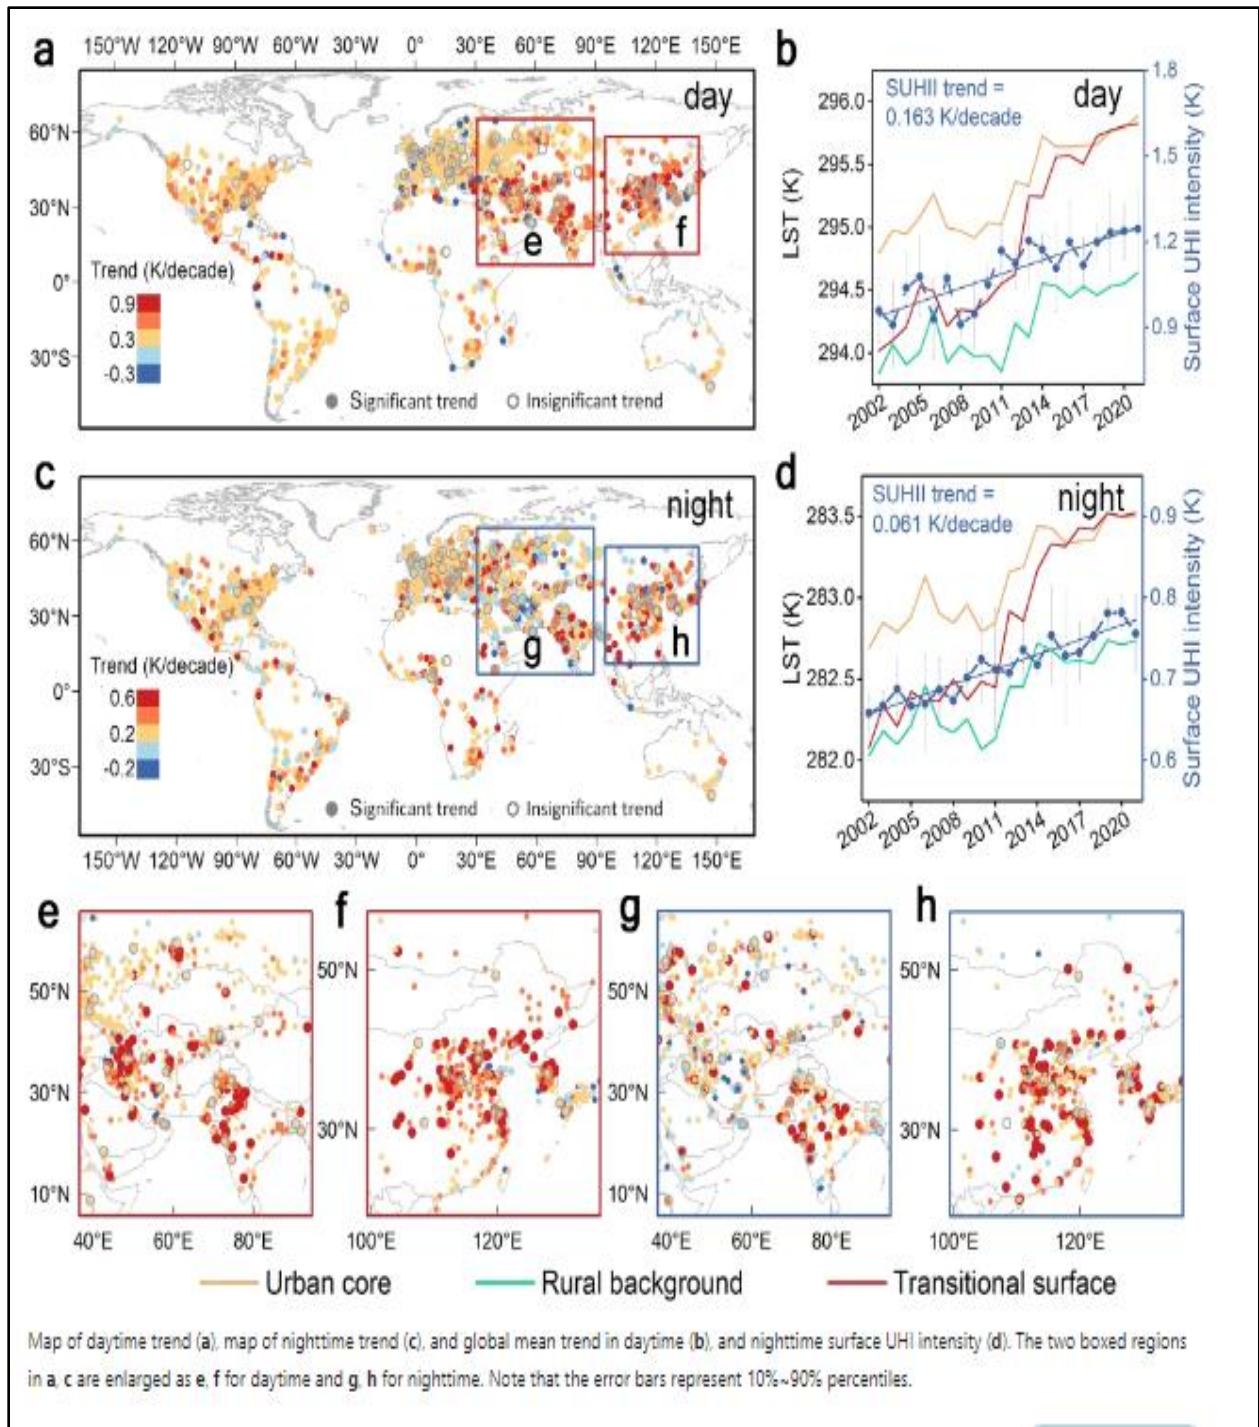 a
150°W 120°W 90°W 60°W 30°W 0° 30°E 60°E 90°E 120°E 150°E
day
60°N
30°N
0°
30°S
e
f
Trend (K/decade)
0.9
0.3
-0.3
Significant trend
Insignificant trend
b
SUHII trend =
0.163 K/decade
day
LST (K)
296.0
295.5
295.0
294.5
294.0
1.8
1.5
1.2
0.9
Surface UHI intensity (K)
2002 2005 2008 2011 2014 2017 2020
c
night
60°N
30°N
0°
30°S
g
h
Trend (K/decade)
0.6
0.2
-0.2
Significant trend
Insignificant trend
150°W 120°W 90°W 60°W 30°W 0° 30°E 60°E 90°E 120°E 150°E
d
SUHII trend =
0.061 K/decade
night
LST (K)
283.5
283.0
282.5
282.0
0.9
0.8
0.7
0.6
Surface UHI intensity (K)
2002 2005 2008 2011 2014 2017 2020
e
50°N
30°N
10°N
40°E 60°E 80°E
f
50°N
30°N
100°E 120°E
g
50°N
30°N
10°N
40°E 60°E 80°E
h
50°N
30°N
100°E 120°E
Urban core
Rural background
Transitional surface
Map of daytime trend (a), map of nighttime trend (c), and global mean trend in daytime (b), and nighttime surface UHI intensity (d). The two boxed regions
in a, c are enlarged as e, f for daytime and g, h for nighttime. Note that the error bars represent 10%~90% percentiles.